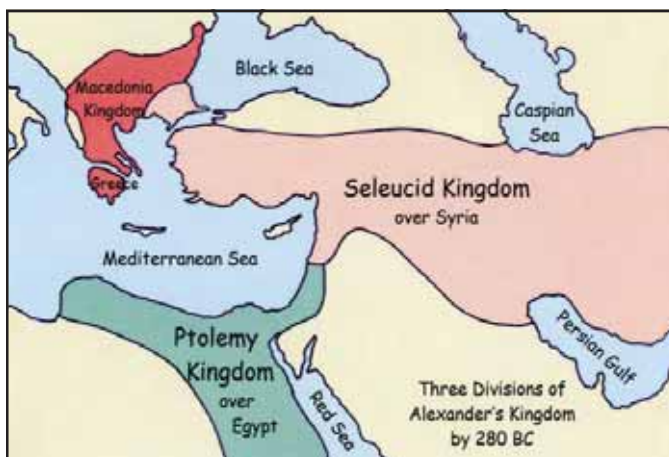 Black Sea
Macedonia
Kingdom
Caspian
Sea
Greece
Seleucid Kingdom
over Syria
Mediterranean Sea
Ptolemy
Kingdom
over
Egypt
Red Sea
Persian Gulf
Three Divisions of
Alexander's Kingdom
by 280 BC